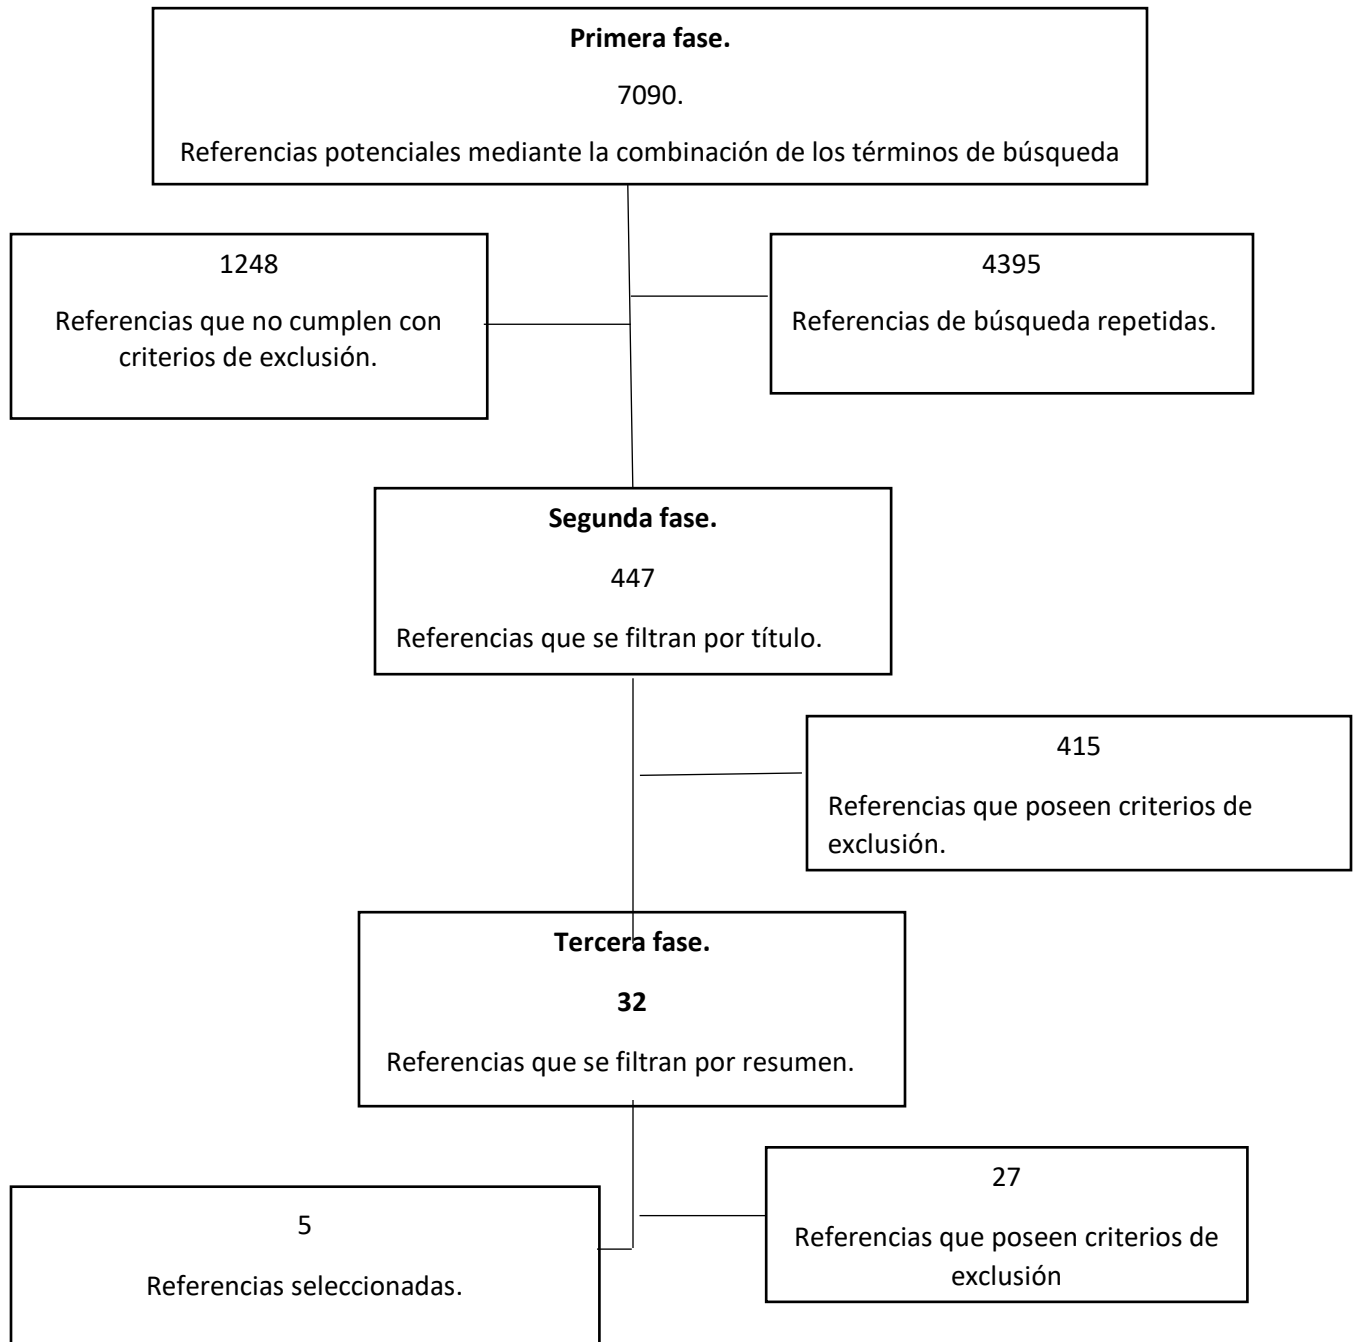 Primera fase.
7090.
Referencias potenciales mediante la combinación de los términos de búsqueda
1248
Referencias que no cumplen con
criterios de exclusión.
4395
Referencias de búsqueda repetidas.
Segunda fase.
447
Referencias que se filtran por título.
415
Referencias que poseen criterios de
exclusión.
Tercera fase.
32
Referencias que se filtran por resumen.
5
Referencias seleccionadas.
27
Referencias que poseen criterios de
exclusión